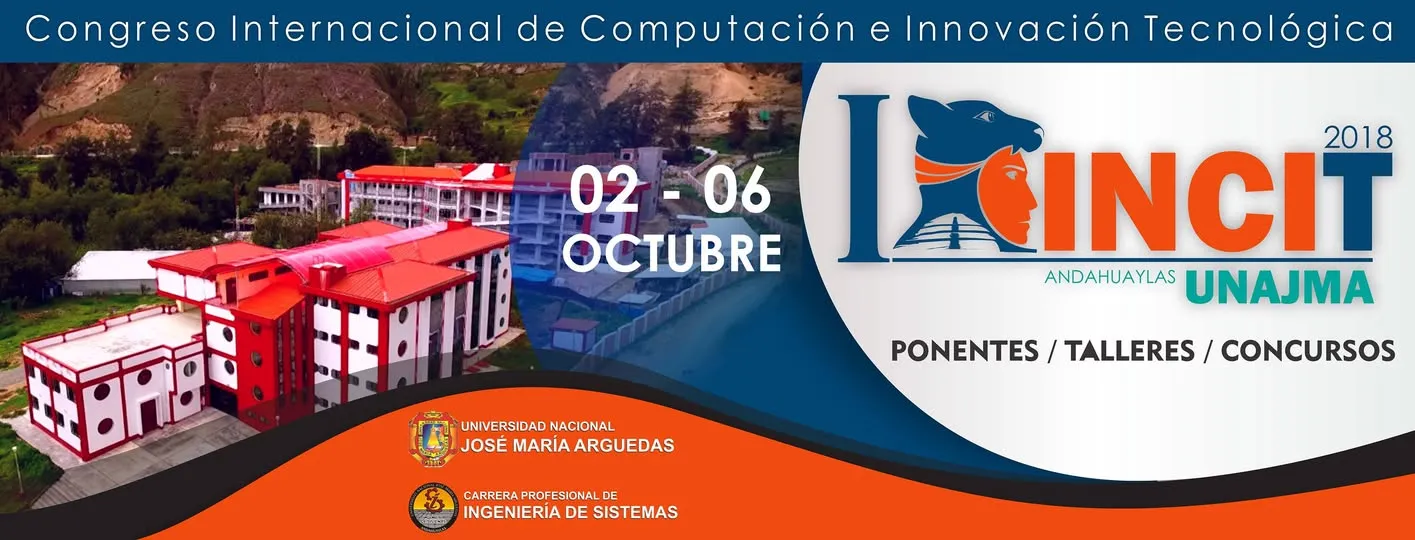 Congreso Internacional de Computación e Innovación Tecnológica
02 - 06
OCTUBRE
2018
I INCIT
ANDAHUAYLAS UNAJMA
PONENTES / TALLERES / CONCURSOS
UNIVERSIDAD NACIONAL
JOSÉ MARÍA ARGUEDAS
CARRERA PROFESIONAL DE
INGENIERÍA DE SISTEMAS